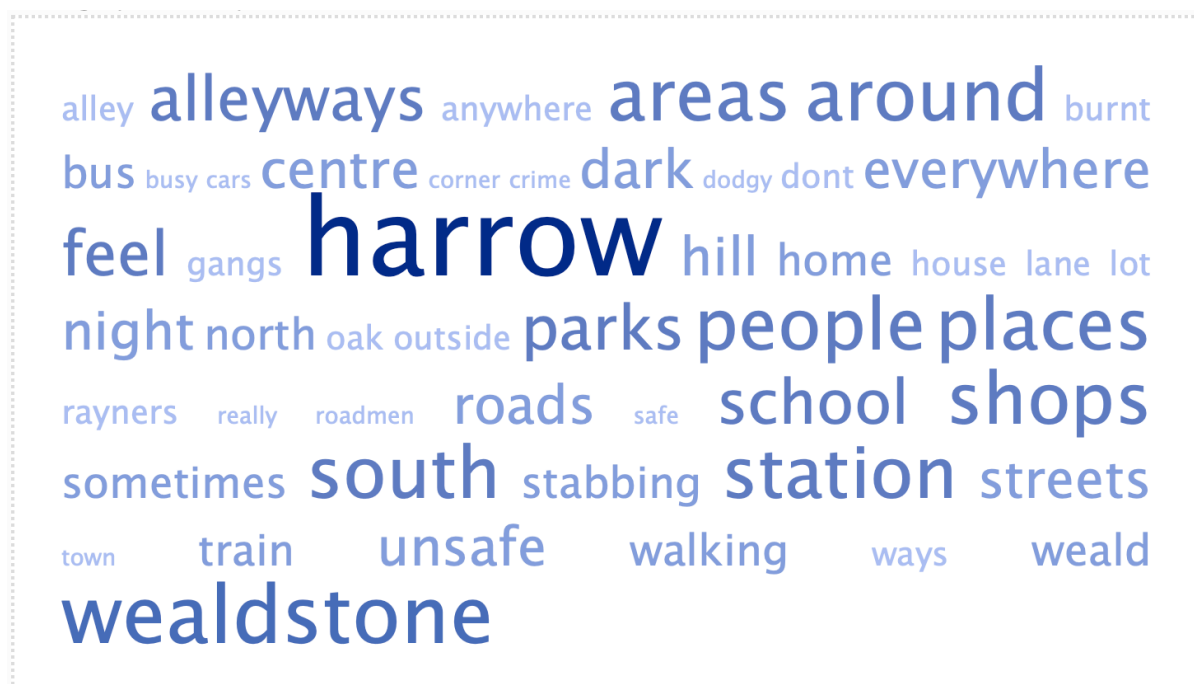 alley alleyways anywhere areas around burnt
bus busy cars centre corner crime dark dodgy dont everywhere
feel gangs harrow hill home house lane lot
night north oak outside parks people places
rayners really roadmen roads safe school shops
sometimes south stabbing station streets
town train unsafe walking ways weald
wealdstone